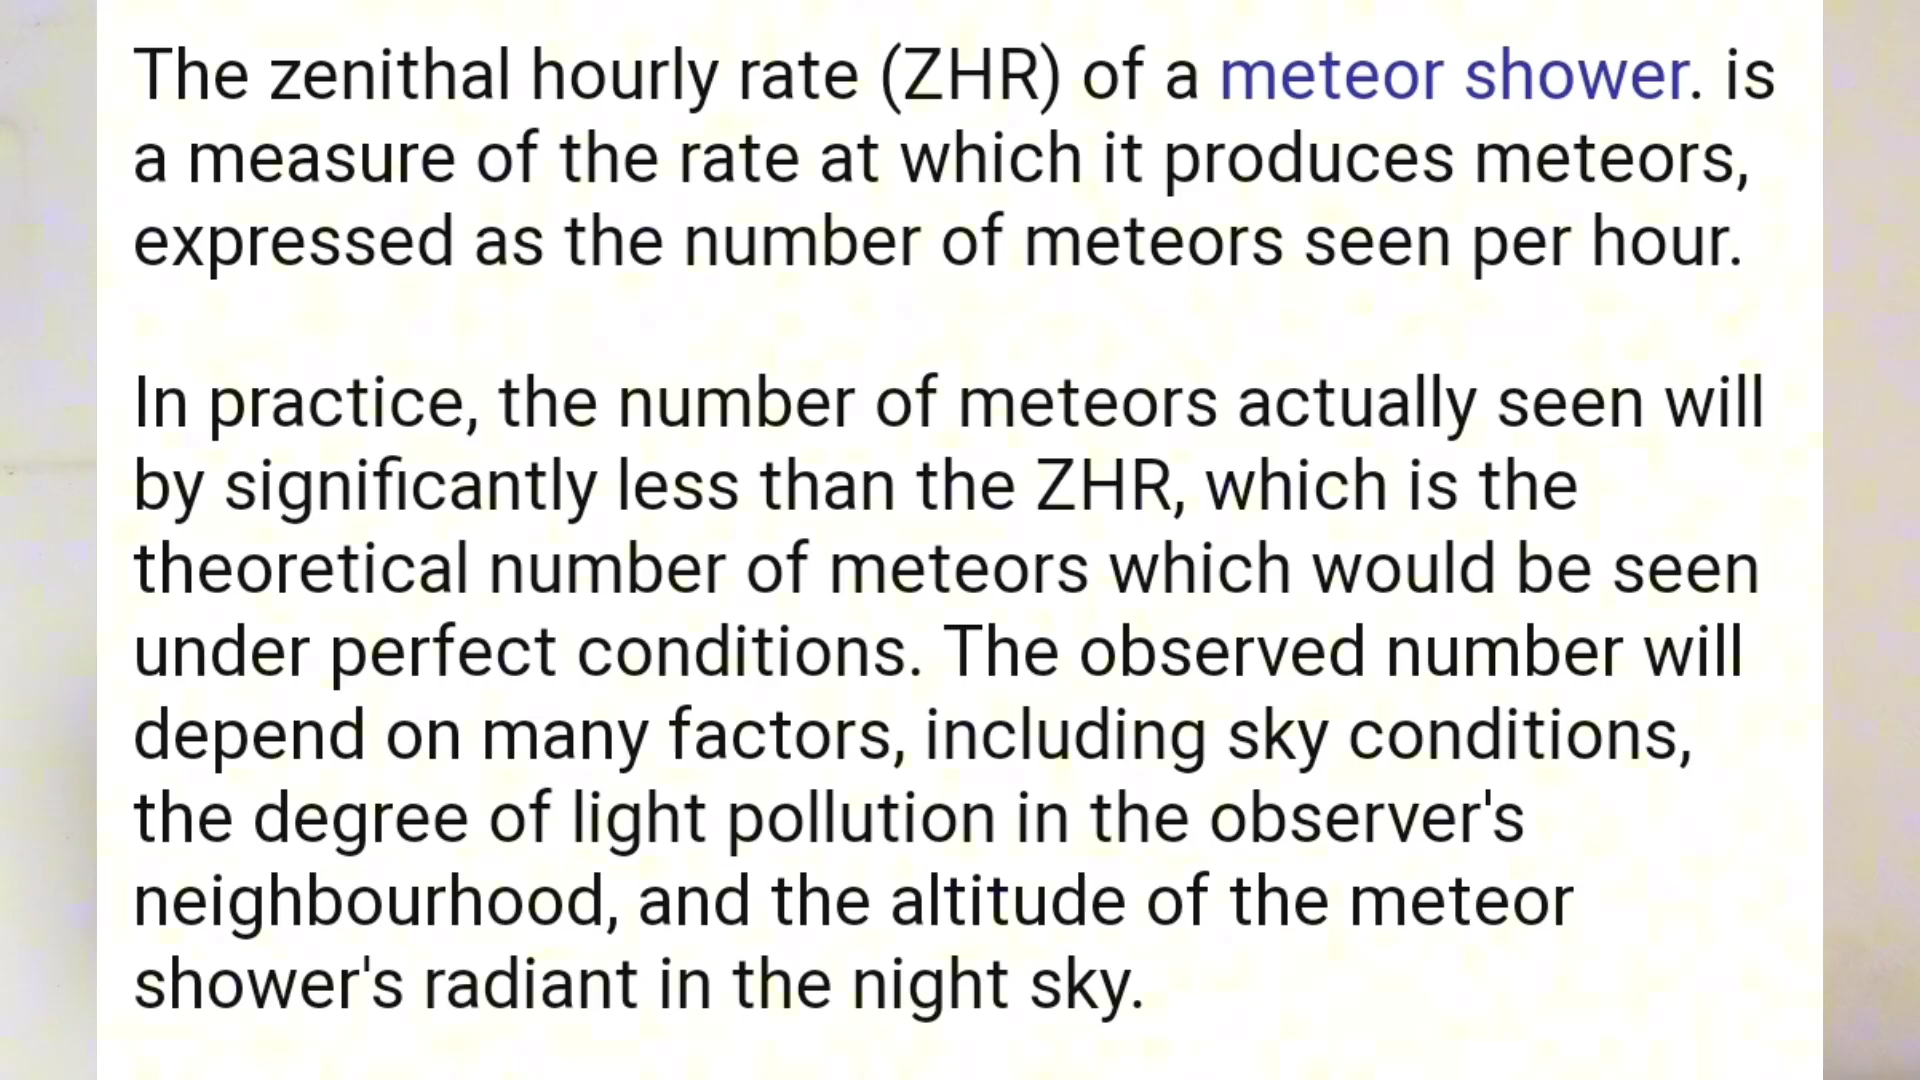 The zenithal hourly rate (ZHR) of a meteor shower. is
a measure of the rate at which it produces meteors,
expressed as the number of meteors seen per hour.
In practice, the number of meteors actually seen will
by significantly less than the ZHR, which is the
theoretical number of meteors which would be seen
under perfect conditions. The observed number will
depend on many factors, including sky conditions,
the degree of light pollution in the observer's
neighbourhood, and the altitude of the meteor
shower's radiant in the night sky.